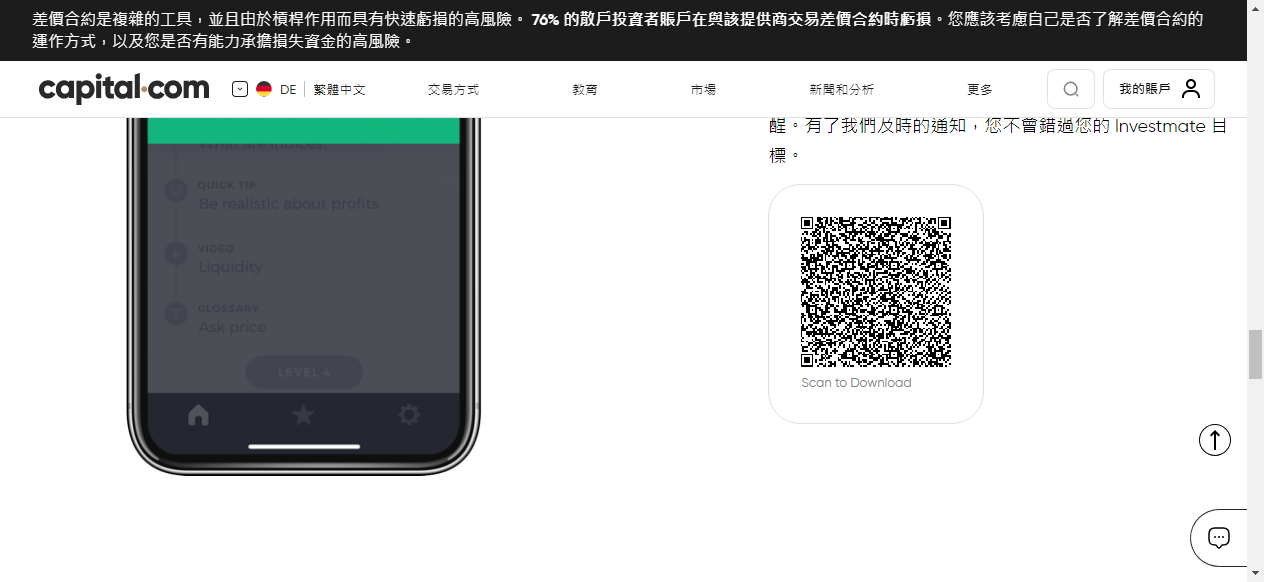 差價合約是複雜的工具，並且由於槓桿作用而具有快速虧損的高風險。 76% 的散戶投資者賬戶在與該提供商交易差價合約時虧損。您應該考慮自己是否了解差價合約的
運作方式，以及您是否有能力承擔損失資金的高風險。
capital.com
DE
繁體中文
交易方式
教育
市場
新聞和分析
更多
我的賬戶
醒。有了我們及時的通知，您不會錯過您的 Investmate 目
標。
What are indices?
QUICK TIP
Be realistic about profits
VIDEO
Liquidity
GLOSSARY
Ask price
LEVEL 4
Scan to Download